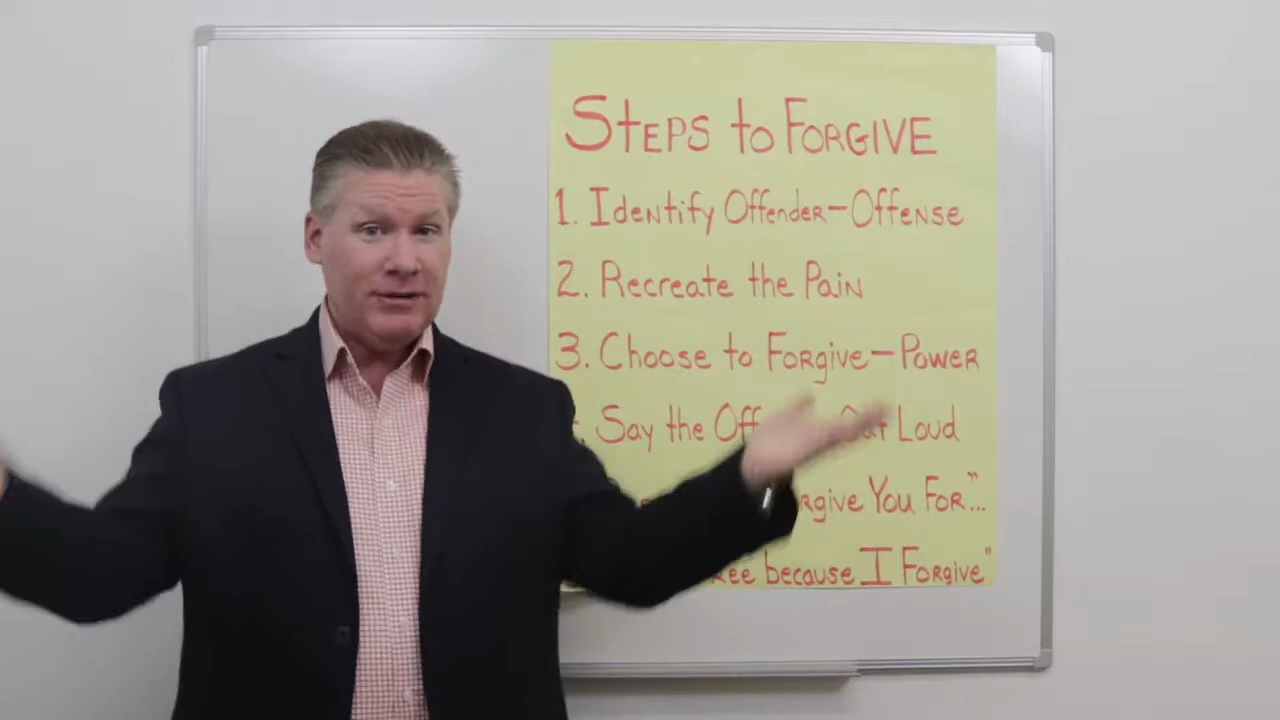 STEPS to FORGIVE
1. Identify Offender—Offense
2. Recreate the Pain
3. Choose to Forgive—Power
Say the Out Loud
You For..."
because I Forgive"